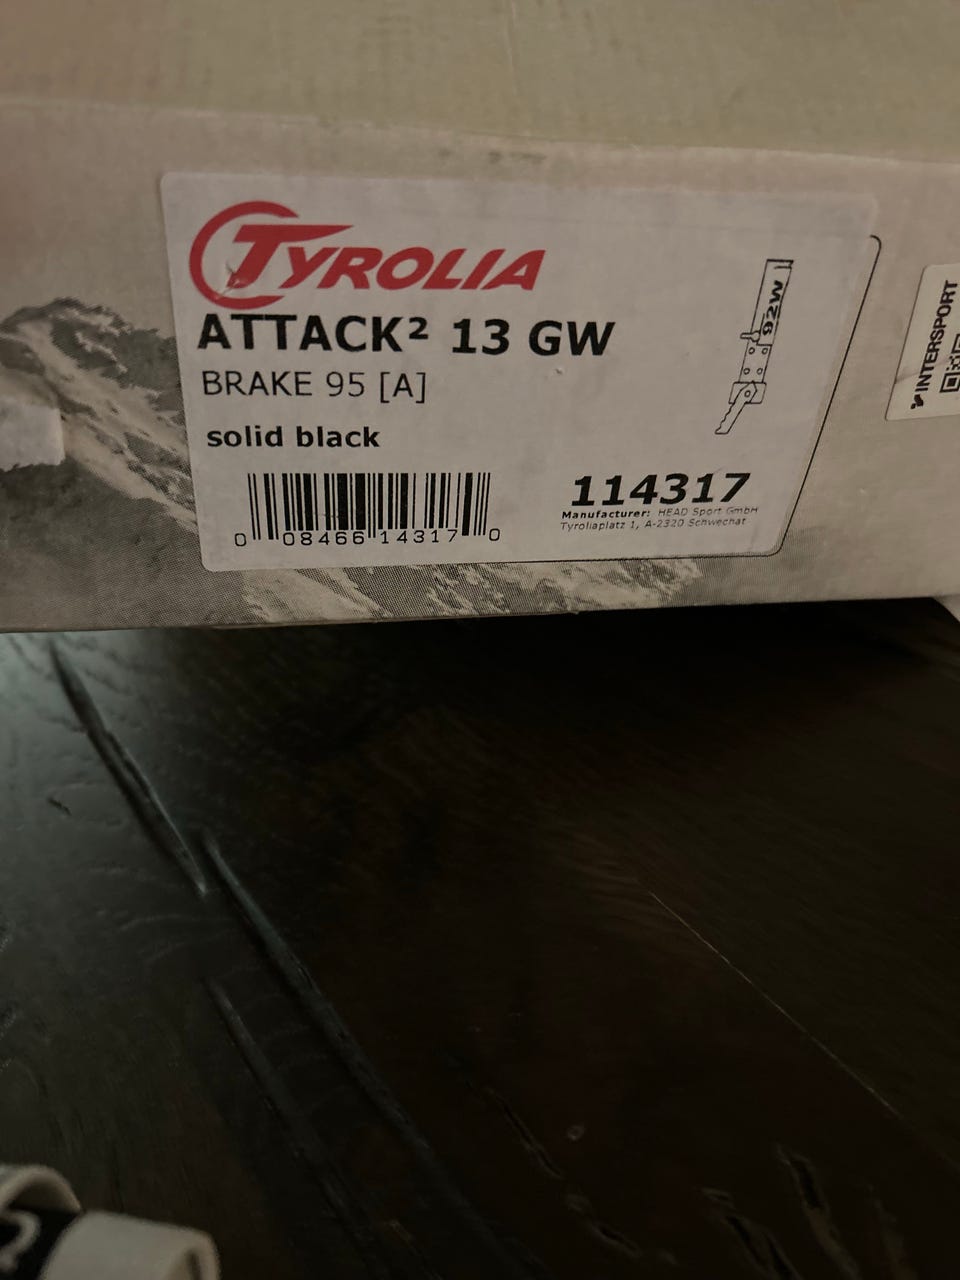 TYROLIA
ATTACK² 13 GW
BRAKE 95 [A]
solid black
92W
0 08466 14317 0
114317
Manufacturer: HEAD Sport GmbH
Tyroliaplatz 1, A-2320 Schwechat
INTERSPORT